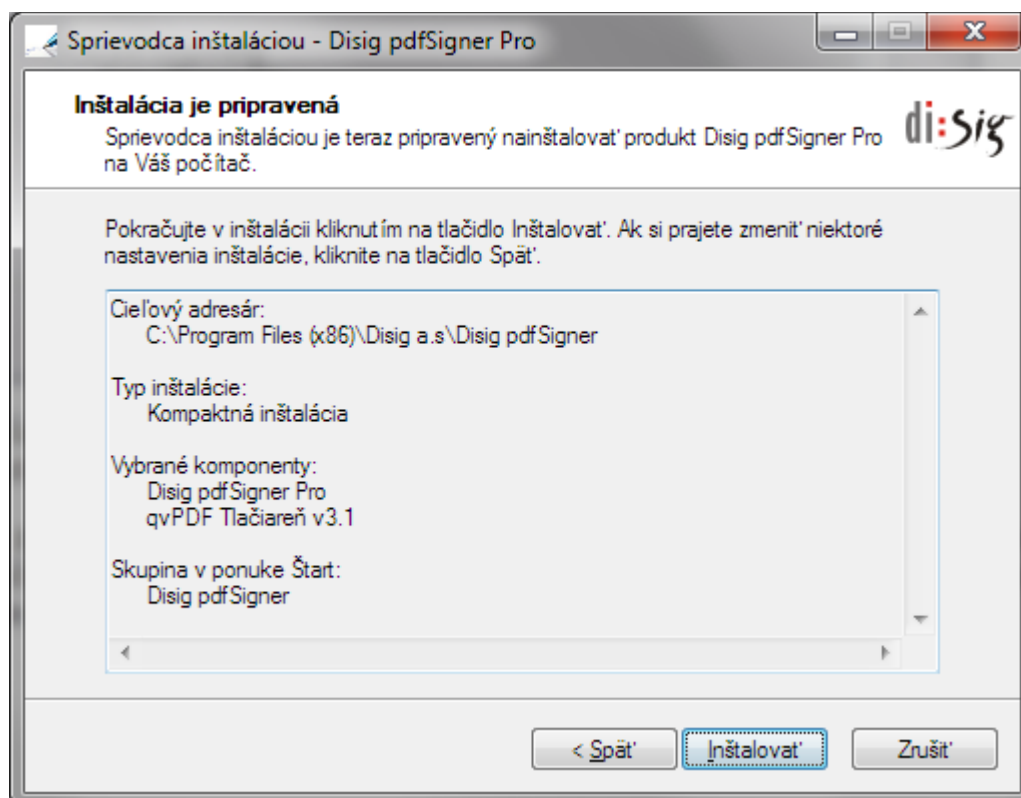 Sprievodca inštaláciou - Disig pdfSigner Pro
Inštalácia je pripravená
Sprievodca inštaláciou je teraz pripravený nainštalovať produkt Disig pdfSigner Pro
na Váš počítač.
di:sig
Pokračujte v inštalácii kliknutím na tlačidlo Inštalovať. Ak si prajete zmeniť niektoré
nastavenia inštalácie, kliknite na tlačidlo Späť.
Cieľový adresár:
C:\Program Files (x86)\Disig a.s\Disig pdfSigner
Typ inštalácie:
Kompaktná inštalácia
Vybrané komponenty:
Disig pdfSigner Pro
qvPDF Tlačiareň v3.1
Skupina v ponuke Štart:
Disig pdfSigner
< Späť
Inštalovať
Zrušiť